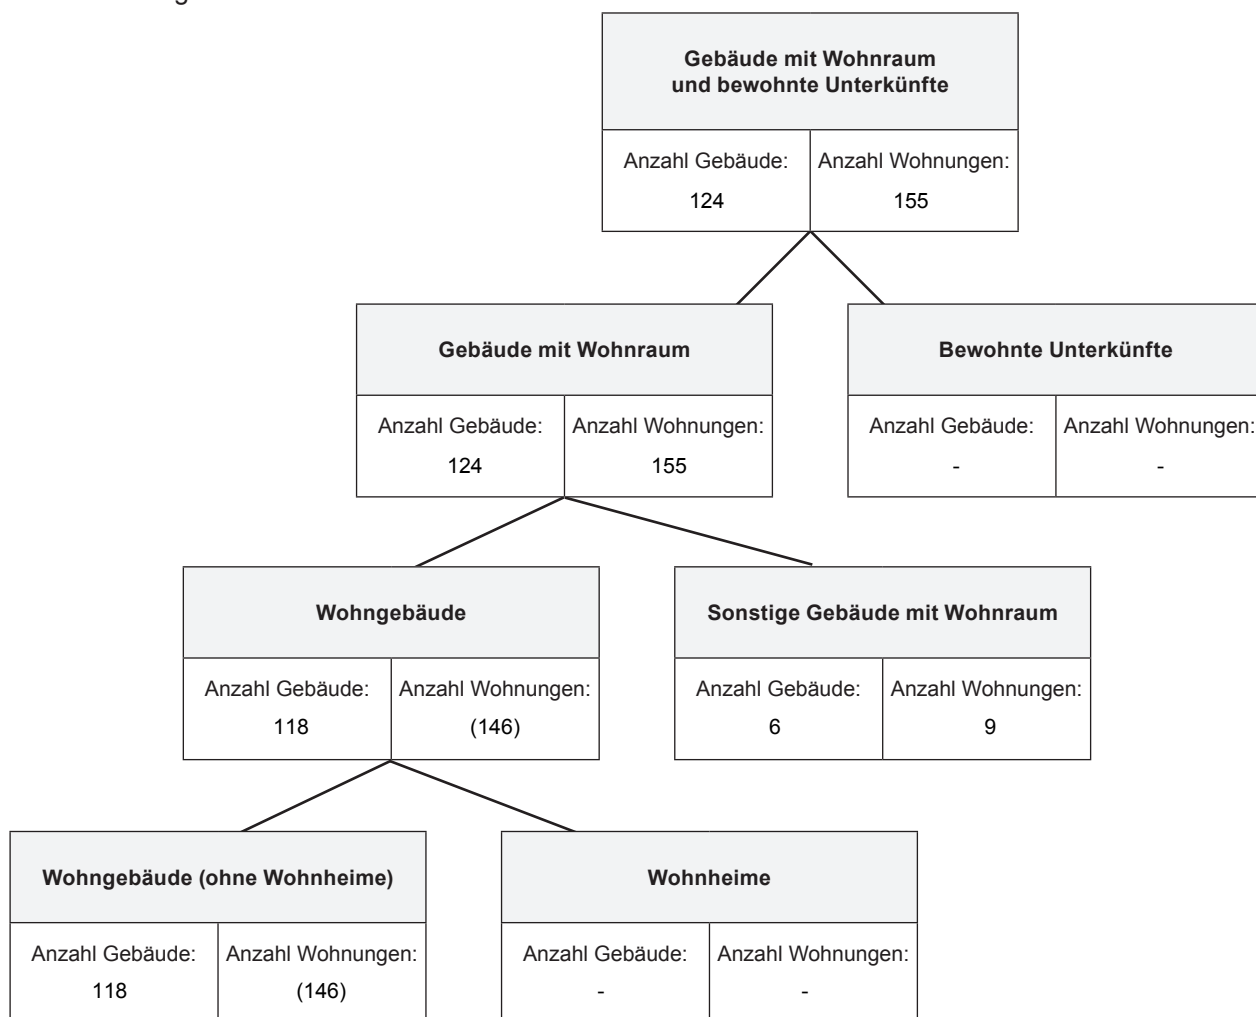 Gebäude mit Wohnraum
und bewohnte Unterkünfte
Anzahl Gebäude:
124
Anzahl Wohnungen:
155
Gebäude mit Wohnraum
Anzahl Gebäude:
124
Anzahl Wohnungen:
155
Bewohnte Unterkünfte
Anzahl Gebäude:
-
Anzahl Wohnungen:
-
Wohngebäude
Anzahl Gebäude:
118
Anzahl Wohnungen:
(146)
Sonstige Gebäude mit Wohnraum
Anzahl Gebäude:
6
Anzahl Wohnungen:
9
Wohngebäude (ohne Wohnheime)
Anzahl Gebäude:
118
Anzahl Wohnungen:
(146)
Wohnheime
Anzahl Gebäude:
-
Anzahl Wohnungen:
-